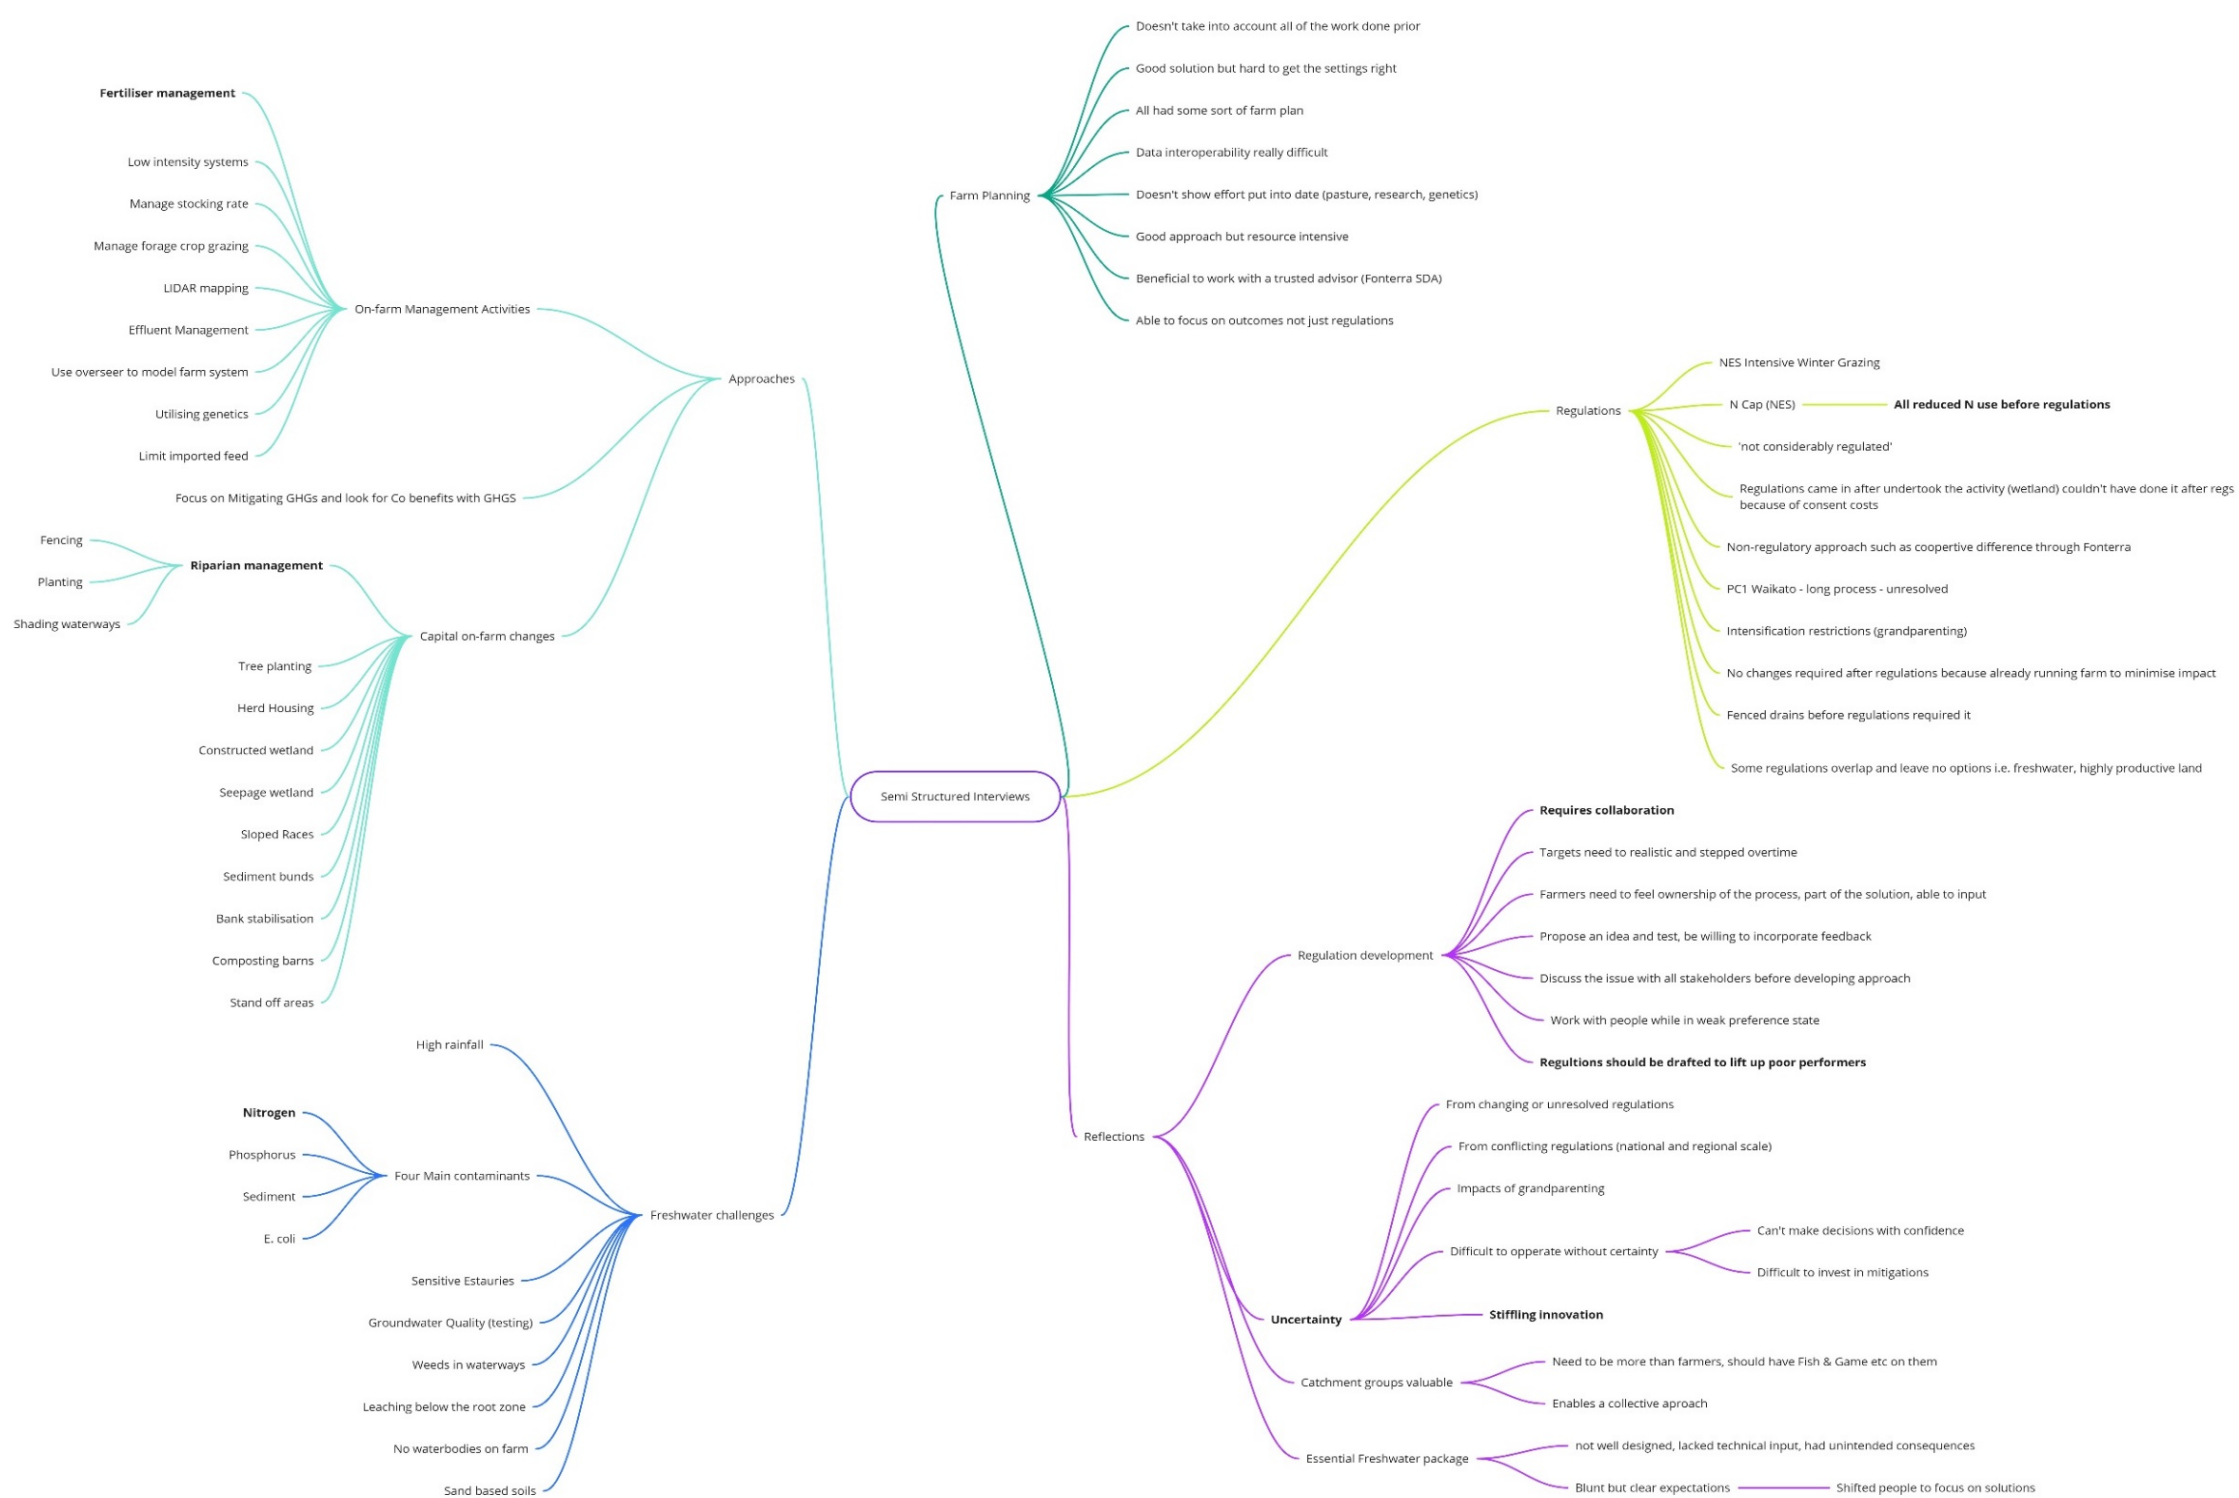 Semi Structured Interviews
Approaches
On-farm Management Activities
Fertiliser management
Low intensity systems
Manage stocking rate
Manage forage crop grazing
LIDAR mapping
Effluent Management
Use overseer to model farm system
Utilising genetics
Limit imported feed
Focus on Mitigating GHGs and look for Co benefits with GHGS
Capital on-farm changes
Riparian management
Fencing
Planting
Shading waterways
Tree planting
Herd Housing
Constructed wetland
Seepage wetland
Sloped Races
Sediment bunds
Bank stabilisation
Composting barns
Stand off areas
Freshwater challenges
High rainfall
Four Main contaminants
Nitrogen
Phosphorus
Sediment
E. coli
Sensitive Estauries
Groundwater Quality (testing)
Weeds in waterways
Leaching below the root zone
No waterbodies on farm
Sand based soils
Farm Planning
Doesn't take into account all of the work done prior
Good solution but hard to get the settings right
All had some sort of farm plan
Data interoperability really difficult
Doesn't show effort put into date (pasture, research, genetics)
Good approach but resource intensive
Beneficial to work with a trusted advisor (Fonterra SDA)
Able to focus on outcomes not just regulations
Regulations
NES Intensive Winter Grazing
N Cap (NES)
All reduced N use before regulations
'not considerably regulated'
Regulations came in after undertook the activity (wetland) couldn't have done it after regs
because of consent costs
Non-regulatory approach such as coopertive difference through Fonterra
PC1 Waikato - long process - unresolved
Intensification restrictions (grandparenting)
No changes required after regulations because already running farm to minimise impact
Fenced drains before regulations required it
Some regulations overlap and leave no options i.e. freshwater, highly productive land
Reflections
Regulation development
Requires collaboration
Targets need to realistic and stepped overtime
Farmers need to feel ownership of the process, part of the solution, able to input
Propose an idea and test, be willing to incorporate feedback
Discuss the issue with all stakeholders before developing approach
Work with people while in weak preference state
Regultions should be drafted to lift up poor performers
Uncertainty
From changing or unresolved regulations
From conflicting regulations (national and regional scale)
Impacts of grandparenting
Difficult to opperate without certainty
Can't make decisions with confidence
Difficult to invest in mitigations
Stiffling innovation
Catchment groups valuable
Need to be more than farmers, should have Fish & Game etc on them
Enables a collective aproach
Essential Freshwater package
not well designed, lacked technical input, had unintended consequences
Blunt but clear expectations
Shifted people to focus on solutions